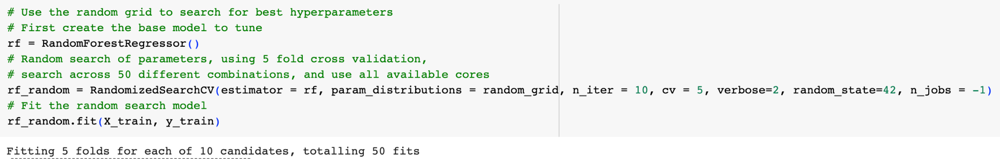 # Use the random grid to search for best hyperparameters
# First create the base model to tune
rf = RandomForestRegressor()
# Random search of parameters, using 5 fold cross validation,
# search across 50 different combinations, and use all available cores
rf_random = RandomizedSearchCV(estimator = rf, param_distributions = random_grid, n_iter = 10, cv = 5, verbose=2, random_state=42, n_jobs = -1)
# Fit the random search model
rf_random.fit(X_train, y_train)
Fitting 5 folds for each of 10 candidates, totalling 50 fits